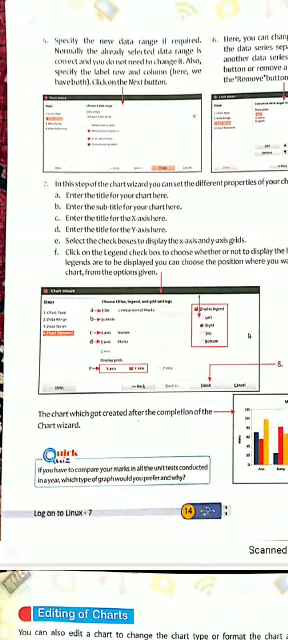 5. Specify the new data range if required.
Normally the already selected data range is
correct and you do not need to change it. Also,
specify the label row and column (here, we
have both). Click on the Next button.
6. Here, you can chan
the data series sep
another data series
button or remove a
the "Remove" button
7. In this step of the chart wizard you can set the different properties of your ch
a. Enter the title for your chart here.
b. Enter the sub-title for your chart here.
c. Enter the title for the X-axis here.
d. Enter the title for the Y-axis here.
e. Select the check boxes to display the x-axis and y-axis grids.
f. Click on the Legend check box to choose whether or not to display the l
legends are to be displayed you can choose the position where you wa
chart, from the options given.
Chart Wizard
Steps
Choose titles, legend, and grid settings
1. Chart Type
2. Data Range
3. Data Series
4. Chart Elements
a Title Comparison of Marks
b Subtitle
c X axis Names
d Y axis Marks
Z axis
Display grids
e X axis Y axis Z axis
Display legend
Left
Right
Top
Bottom
Help
<< Back
Next >>
Finish
Cancel
8.
The chart which got created after the completion of the
Chart wizard.
Quick
Quiz
If you have to compare your marks in all the unit tests conducted
in a year, which type of graph would you prefer and why?
Log on to Linux - 7
14
Scanned
Editing of Charts
You can also edit a chart to change the chart type or format the chart a